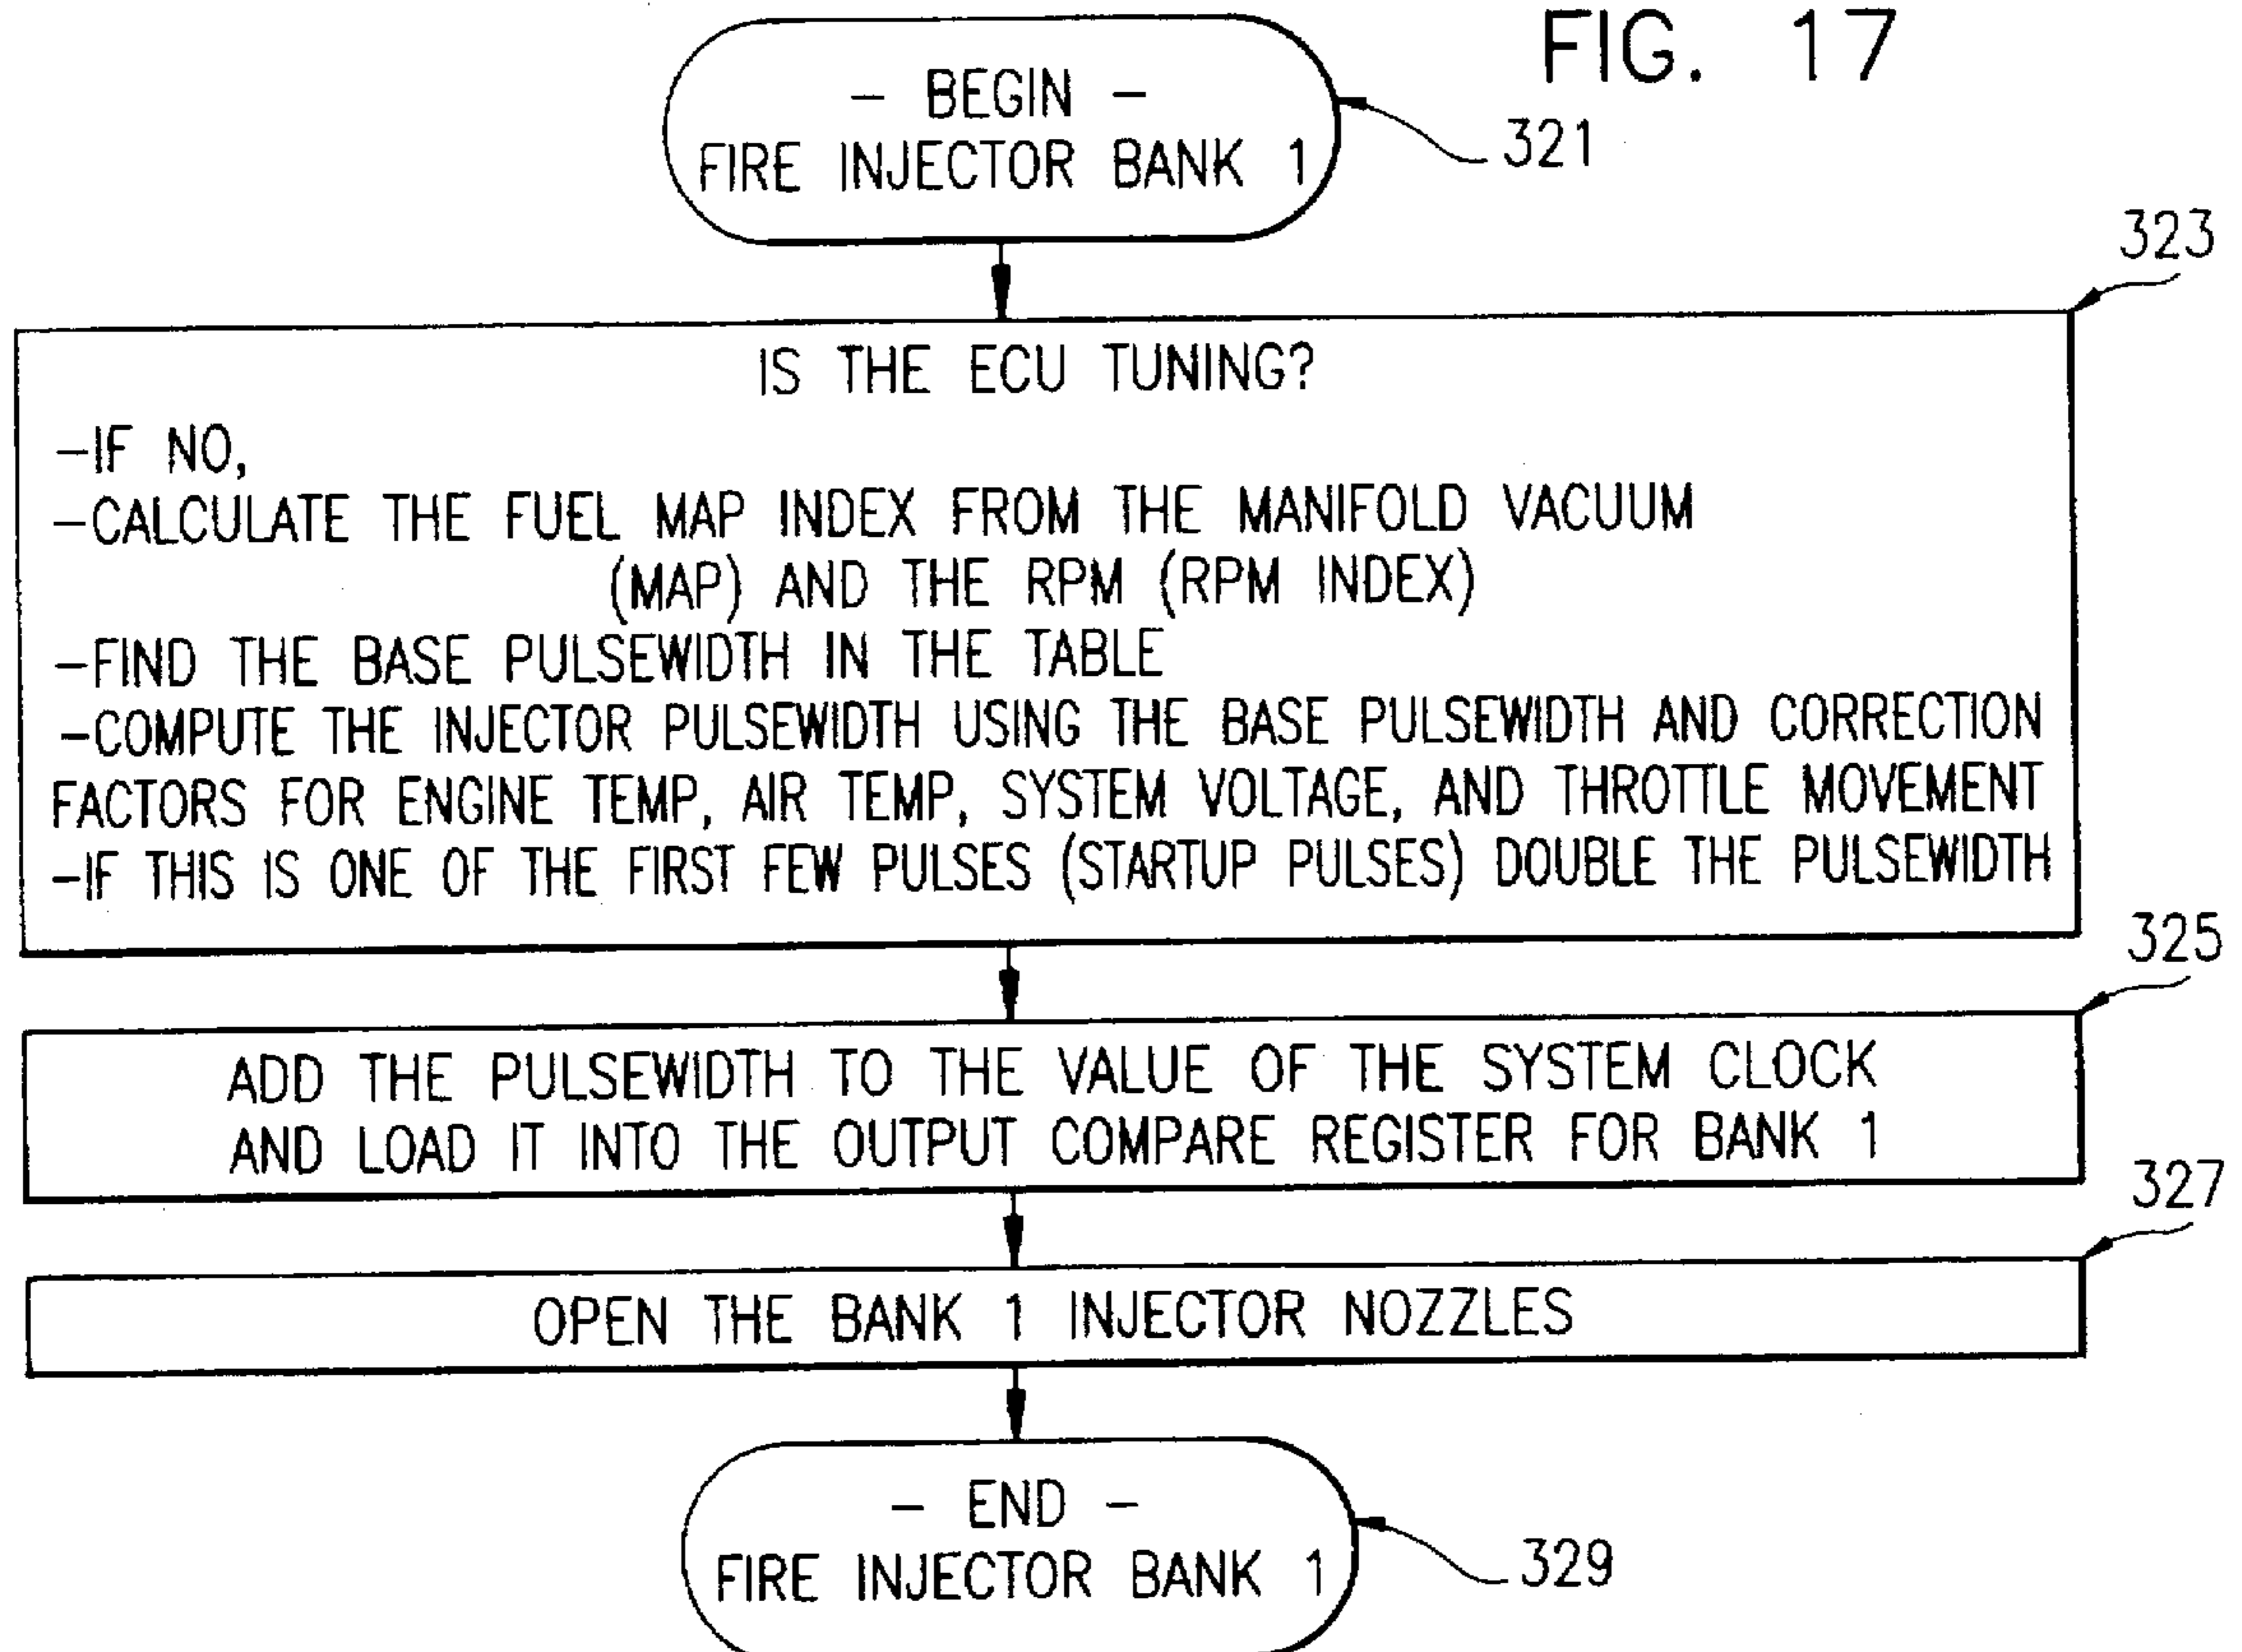 FIG. 17
– BEGIN –
FIRE INJECTOR BANK 1
321
323
IS THE ECU TUNING?
–IF NO,
–CALCULATE THE FUEL MAP INDEX FROM THE MANIFOLD VACUUM
(MAP) AND THE RPM (RPM INDEX)
–FIND THE BASE PULSEWIDTH IN THE TABLE
–COMPUTE THE INJECTOR PULSEWIDTH USING THE BASE PULSEWIDTH AND CORRECTION
FACTORS FOR ENGINE TEMP, AIR TEMP, SYSTEM VOLTAGE, AND THROTTLE MOVEMENT
–IF THIS IS ONE OF THE FIRST FEW PULSES (STARTUP PULSES) DOUBLE THE PULSEWIDTH
325
ADD THE PULSEWIDTH TO THE VALUE OF THE SYSTEM CLOCK
AND LOAD IT INTO THE OUTPUT COMPARE REGISTER FOR BANK 1
327
OPEN THE BANK 1 INJECTOR NOZZLES
– END –
FIRE INJECTOR BANK 1
329